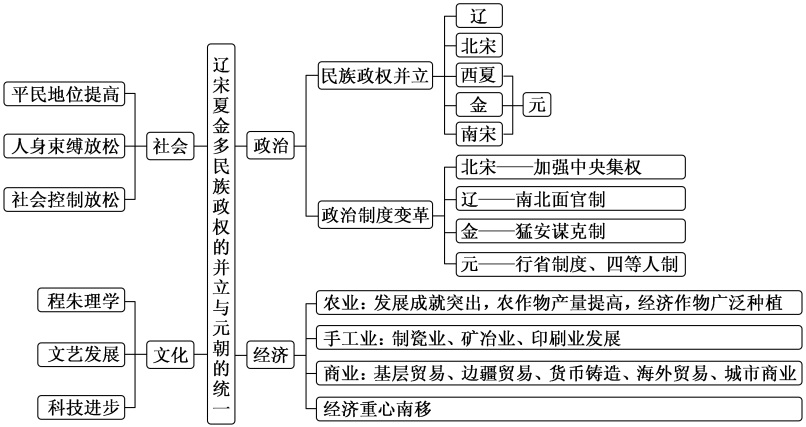 辽宋夏金多民族政权的并立与元朝的统一
社会
平民地位提高
人身束缚放松
社会控制放松
文化
程朱理学
文艺发展
科技进步
政治
民族政权并立
辽
北宋
西夏
金
南宋
元
政治制度变革
北宋——加强中央集权
辽——南北面官制
金——猛安谋克制
元——行省制度、四等人制
经济
农业：发展成就突出，农作物产量提高，经济作物广泛种植
手工业：制瓷业、矿冶业、印刷业发展
商业：基层贸易、边疆贸易、货币铸造、海外贸易、城市商业
经济重心南移